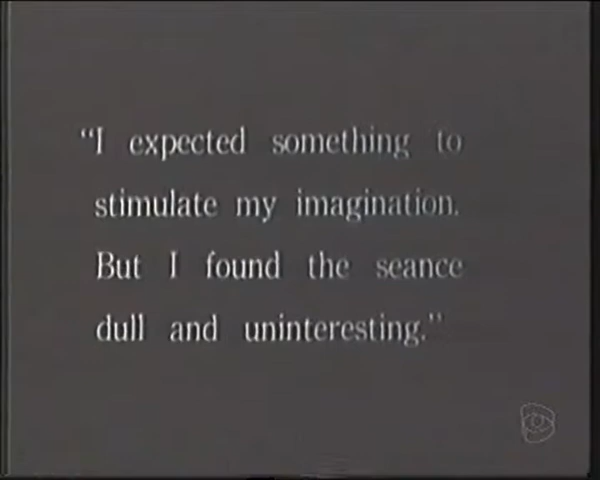 “I expected something to
stimulate my imagination.
But I found the seance
dull and uninteresting.”